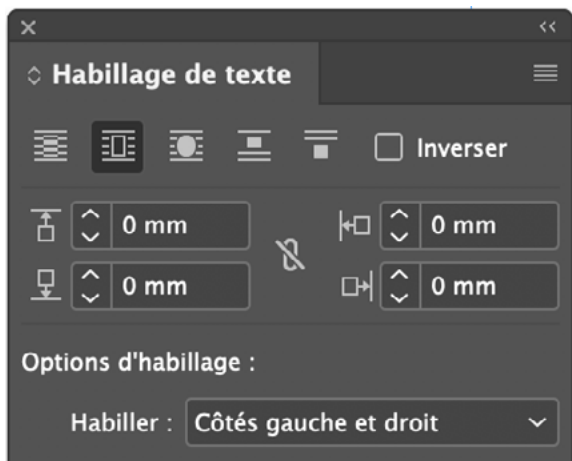 Habillage de texte
Inverser
0 mm 0 mm
0 mm 0 mm
Options d'habillage :
Habiller : Côtés gauche et droit